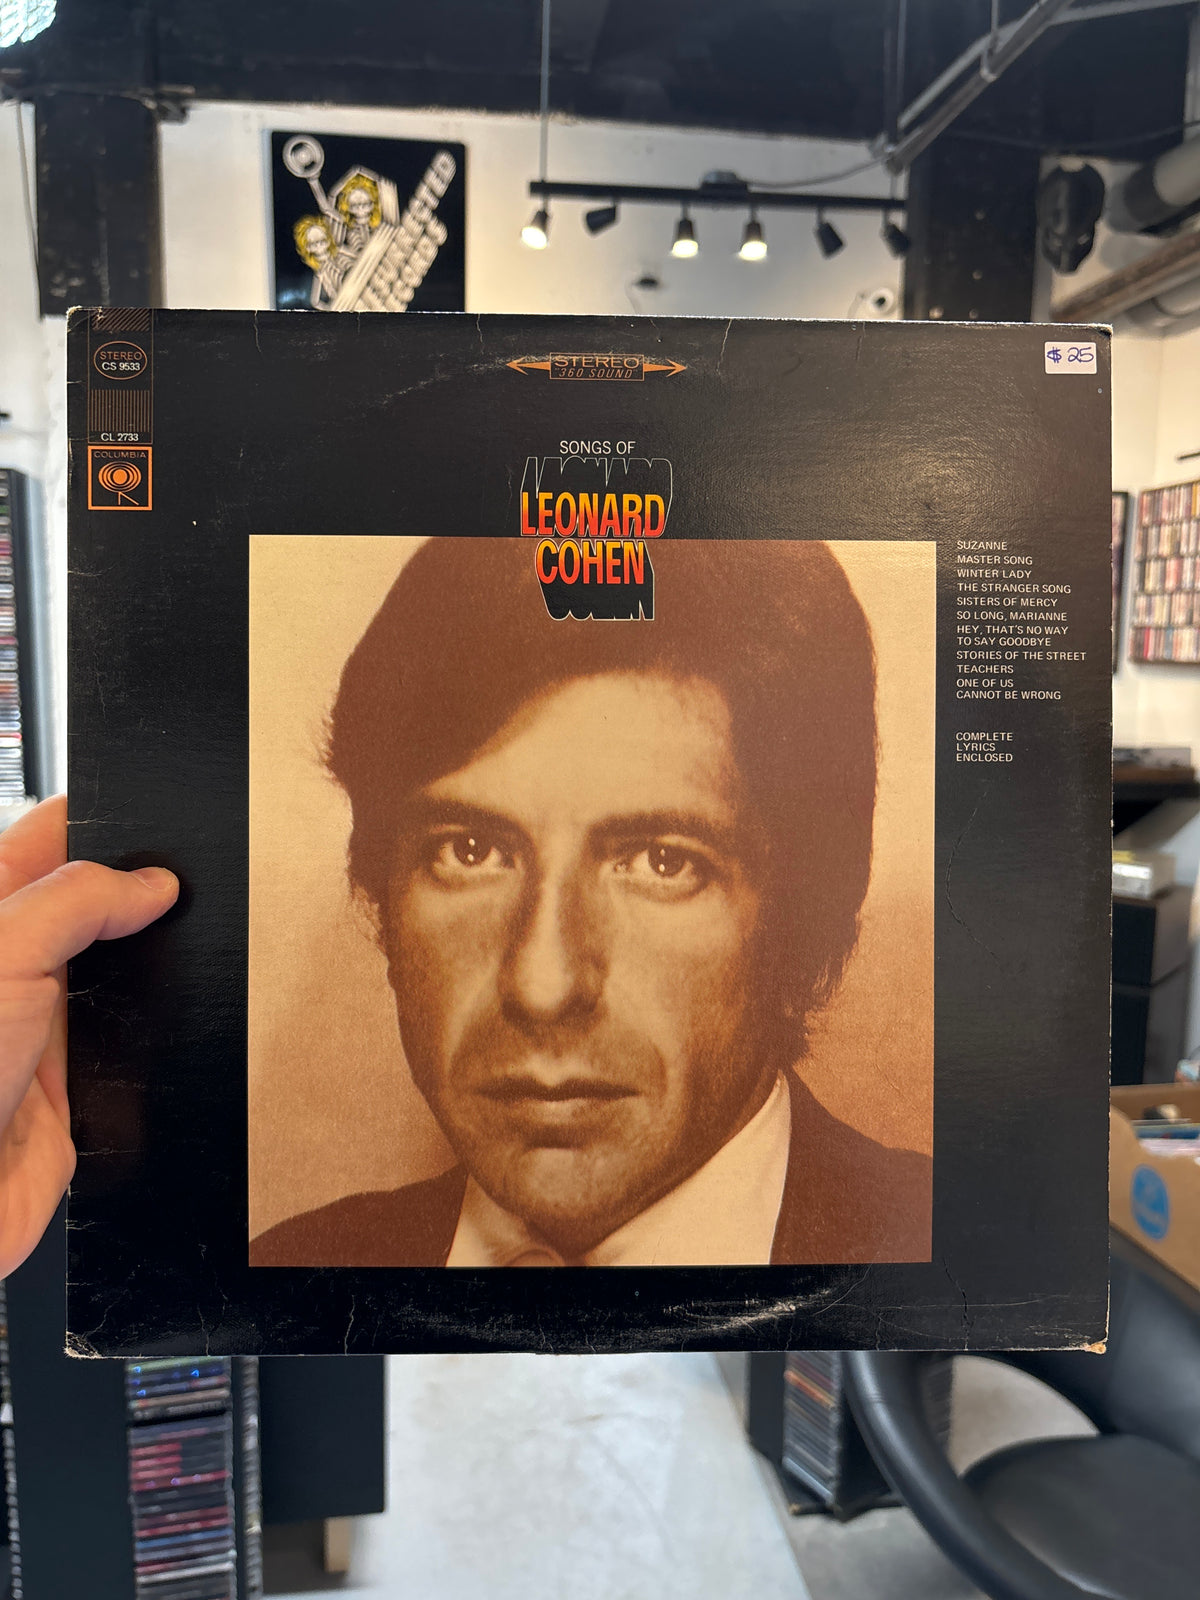 STEREO
CS 9533
CL 2733
COLUMBIA
STEREO
"360 SOUND"
$25
SONGS OF
LEONARD
COHEN
SUZANNE
MASTER SONG
WINTER LADY
THE STRANGER SONG
SISTERS OF MERCY
SO LONG, MARIANNE
HEY, THAT'S NO WAY
TO SAY GOODBYE
STORIES OF THE STREET
TEACHERS
ONE OF US
CANNOT BE WRONG
COMPLETE
LYRICS
ENCLOSED